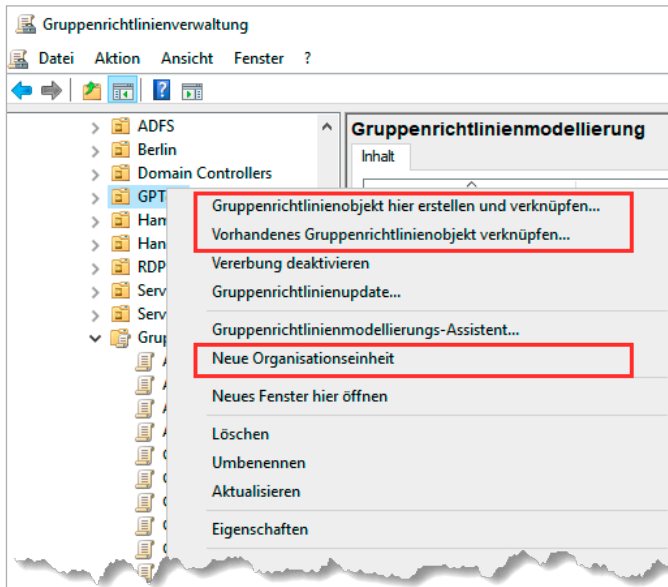 Gruppenrichtlinienverwaltung
Datei Aktion Ansicht Fenster ?
ADFS
Berlin
Domain Controllers
GPT
Ham
Han
RDP
Serv
Serv
Grup
Gruppenrichtlinienmodellierung
Inhalt
Gruppenrichtlinienobjekt hier erstellen und verknüpfen...
Vorhandenes Gruppenrichtlinienobjekt verknüpfen...
Vererbung deaktivieren
Gruppenrichtlinienupdate...
Gruppenrichtlinienmodellierungs-Assistent...
Neue Organisationseinheit
Neues Fenster hier öffnen
Löschen
Umbenennen
Aktualisieren
Eigenschaften